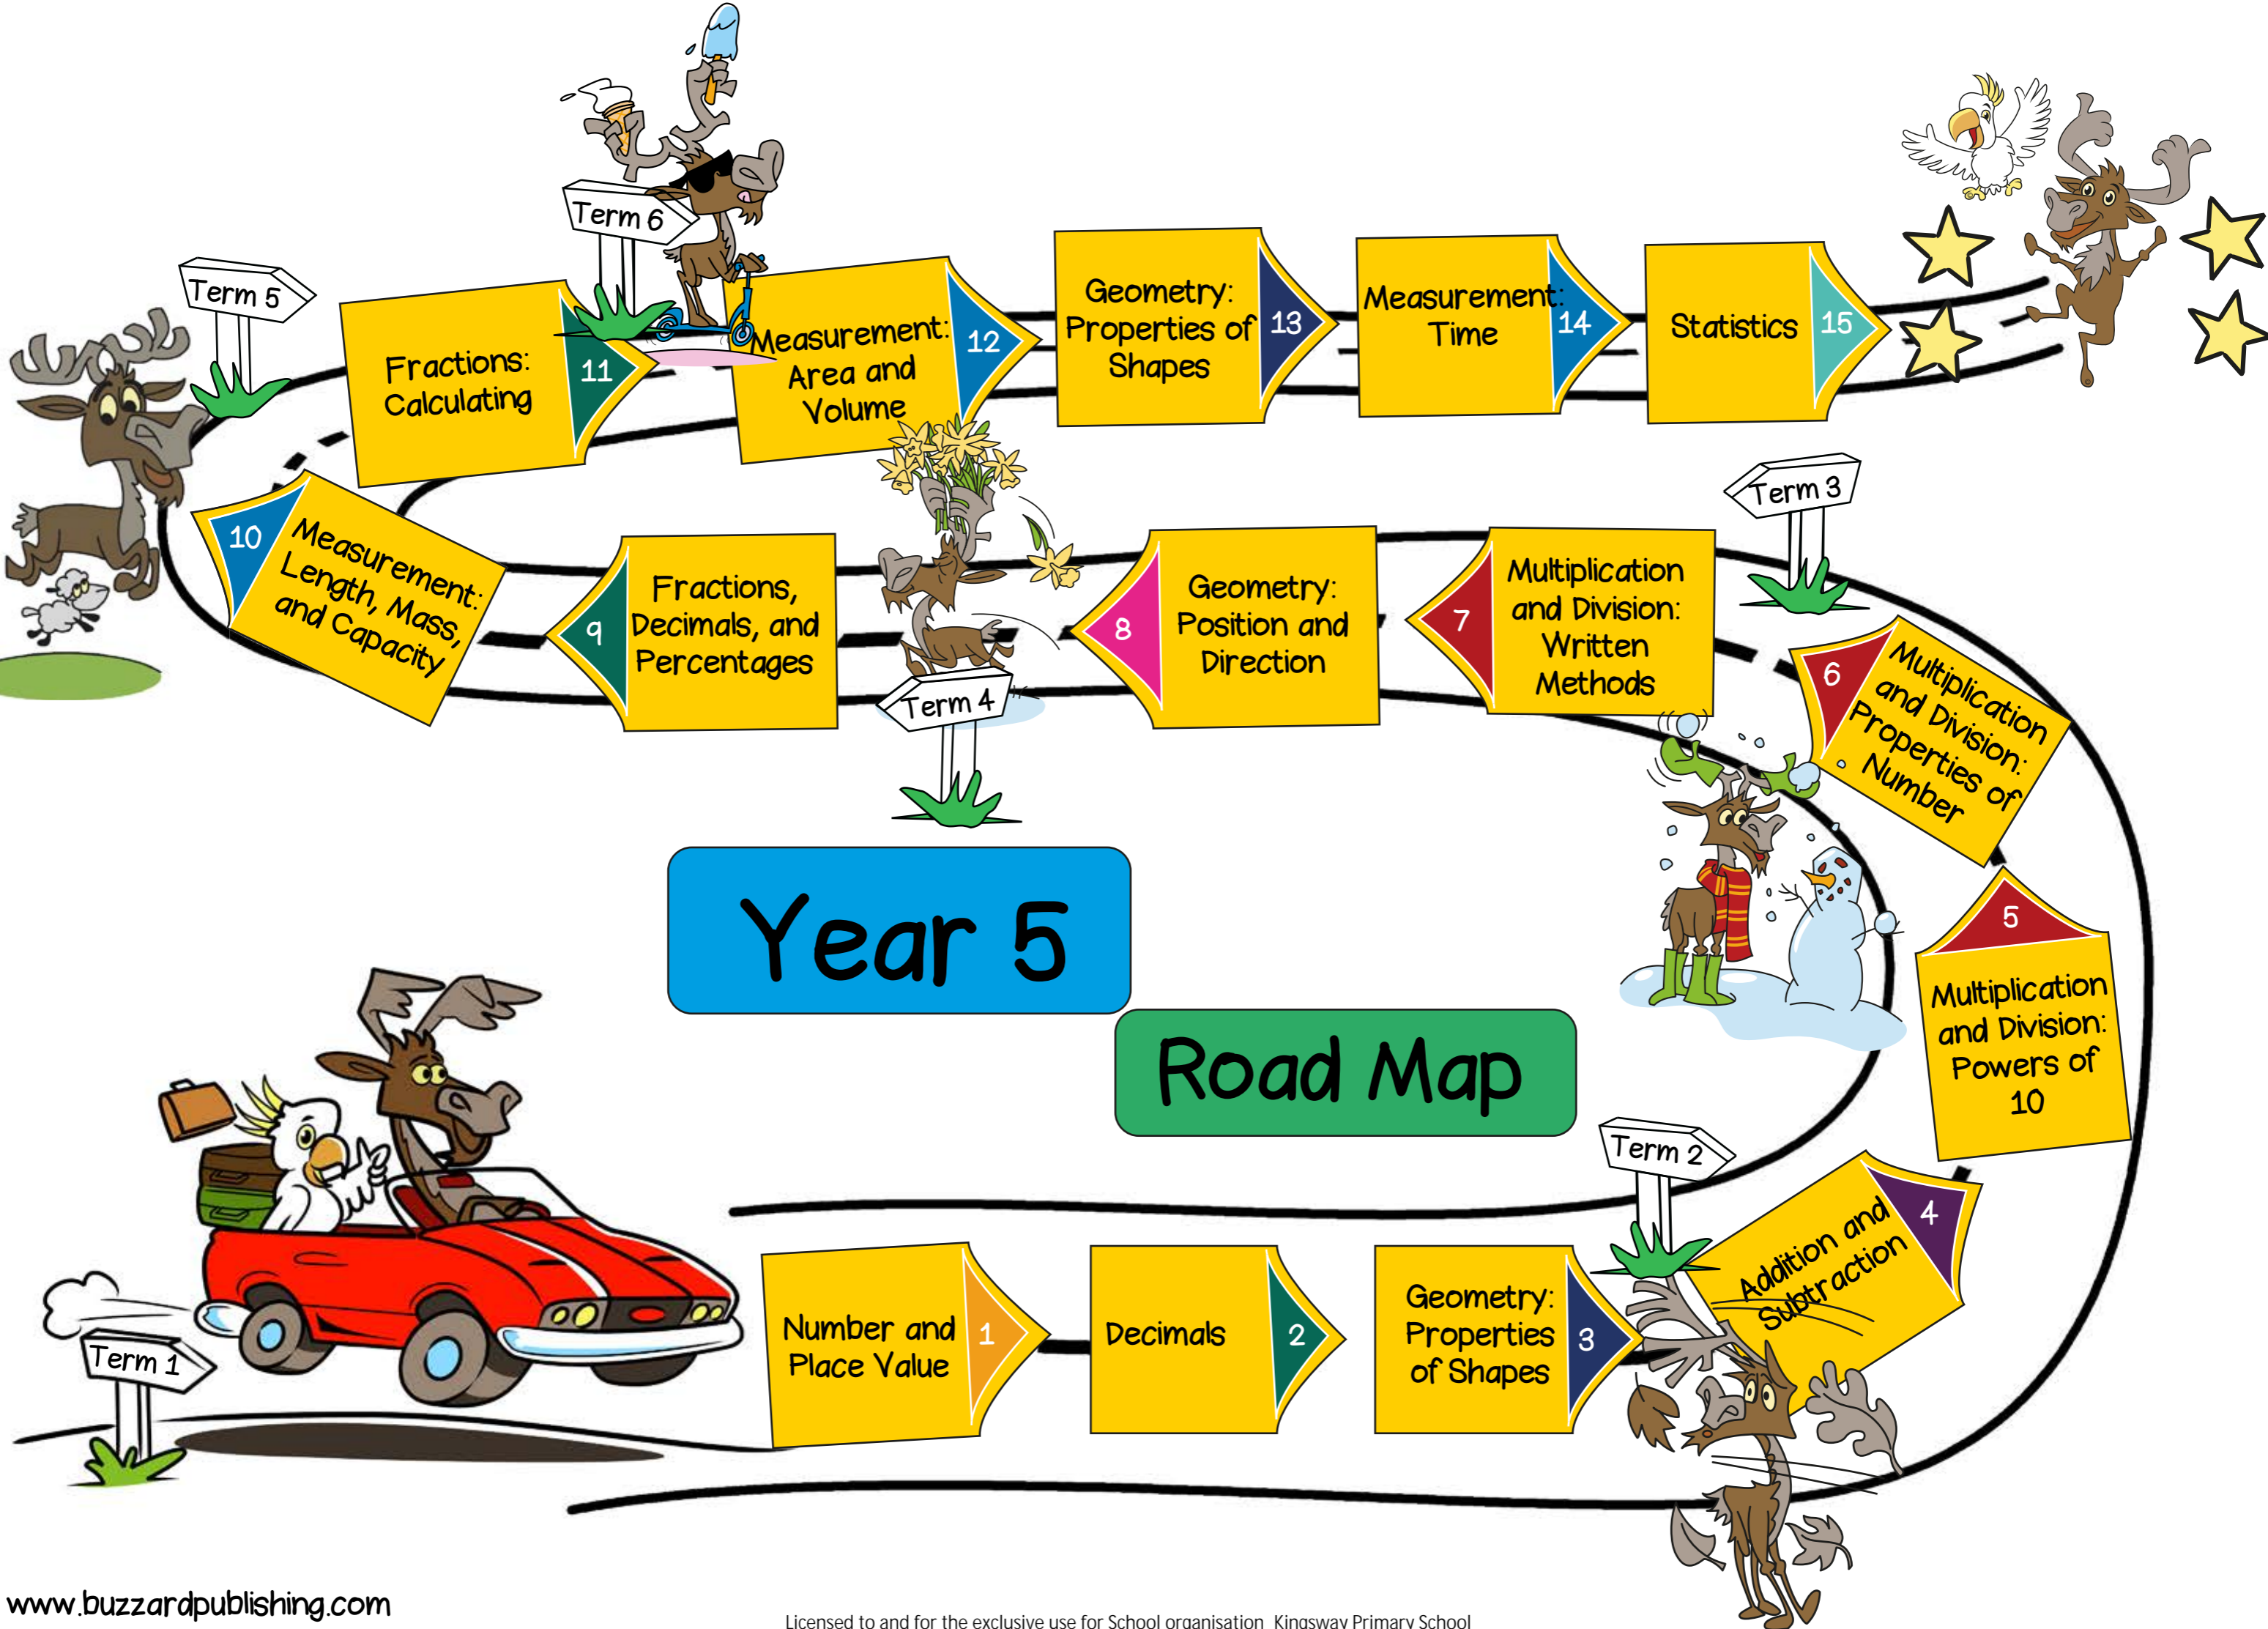 Year 5
Road Map
Term 1
Number and
Place Value
1
Decimals
2
Geometry:
Properties
of Shapes
3
Term 2
Addition and
Subtraction
4
Multiplication
and Division:
Powers of
10
5
Multiplication
and Division:
Properties of
Number
6
Term 3
Multiplication
and Division:
Written
Methods
7
Geometry:
Position and
Direction
8
Term 4
Fractions,
Decimals, and
Percentages
9
Measurement:
Length, Mass,
and Capacity
10
Term 5
Fractions:
Calculating
11
Term 6
Measurement:
Area and
Volume
12
Geometry:
Properties of
Shapes
13
Measurement:
Time
14
Statistics
15
www.buzzardpublishing.com
Licensed to and for the exclusive use for School organisation Kingsway Primary School